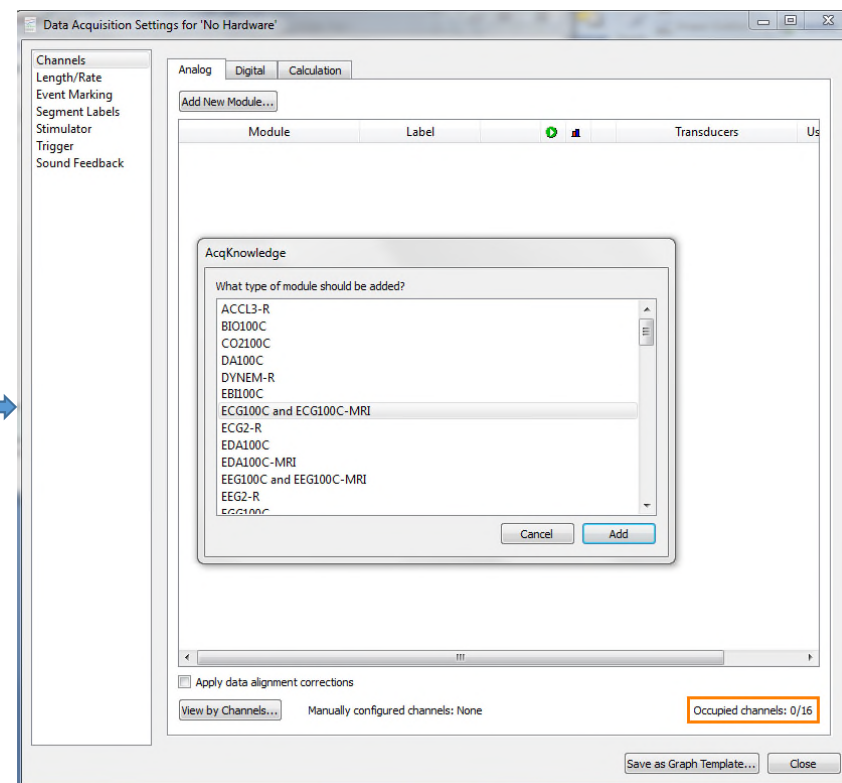 Data Acquisition Settings for 'No Hardware'
Channels
Length/Rate
Event Marking
Segment Labels
Stimulator
Trigger
Sound Feedback
Analog Digital Calculation
Add New Module...
Module Label Transducers Us
AcqKnowledge
What type of module should be added?
ACCL3-R
BIO100C
CO2100C
DA100C
DYNEM-R
EBI100C
ECG100C and ECG100C-MRI
ECG2-R
EDA100C
EDA100C-MRI
EEG100C and EEG100C-MRI
EEG2-R
EGG100C
Cancel Add
Apply data alignment corrections
View by Channels... Manually configured channels: None Occupied channels: 0/16
Save as Graph Template... Close